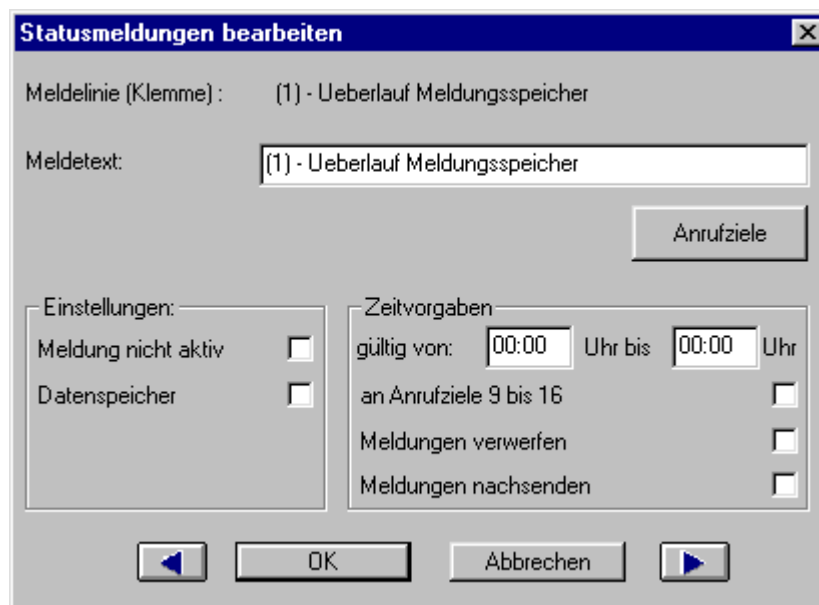 Statusmeldungen bearbeiten
Meldelinie (Klemme) : (1) - Ueberlauf Meldungsspeicher
Meldetext: (1) - Ueberlauf Meldungsspeicher
Anrufziele
Einstellungen:
Meldung nicht aktiv
Datenspeicher
Zeitvorgaben
gültig von: 00:00 Uhr bis 00:00 Uhr
an Anrufziele 9 bis 16
Meldungen verwerfen
Meldungen nachsenden
OK
Abbrechen